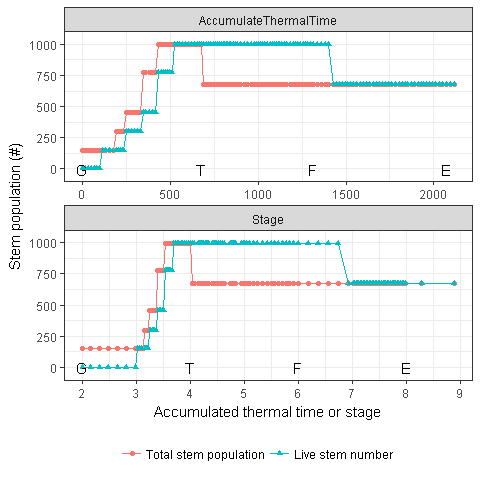 AccumulateThermalTime
1000
750
500
250
0
G T F E
0 500 1000 1500 2000
Stem population (#)
Stage
1000
750
500
250
0
G T F E
2 3 4 5 6 7 8 9
Accumulated thermal time or stage
Total stem population Live stem number